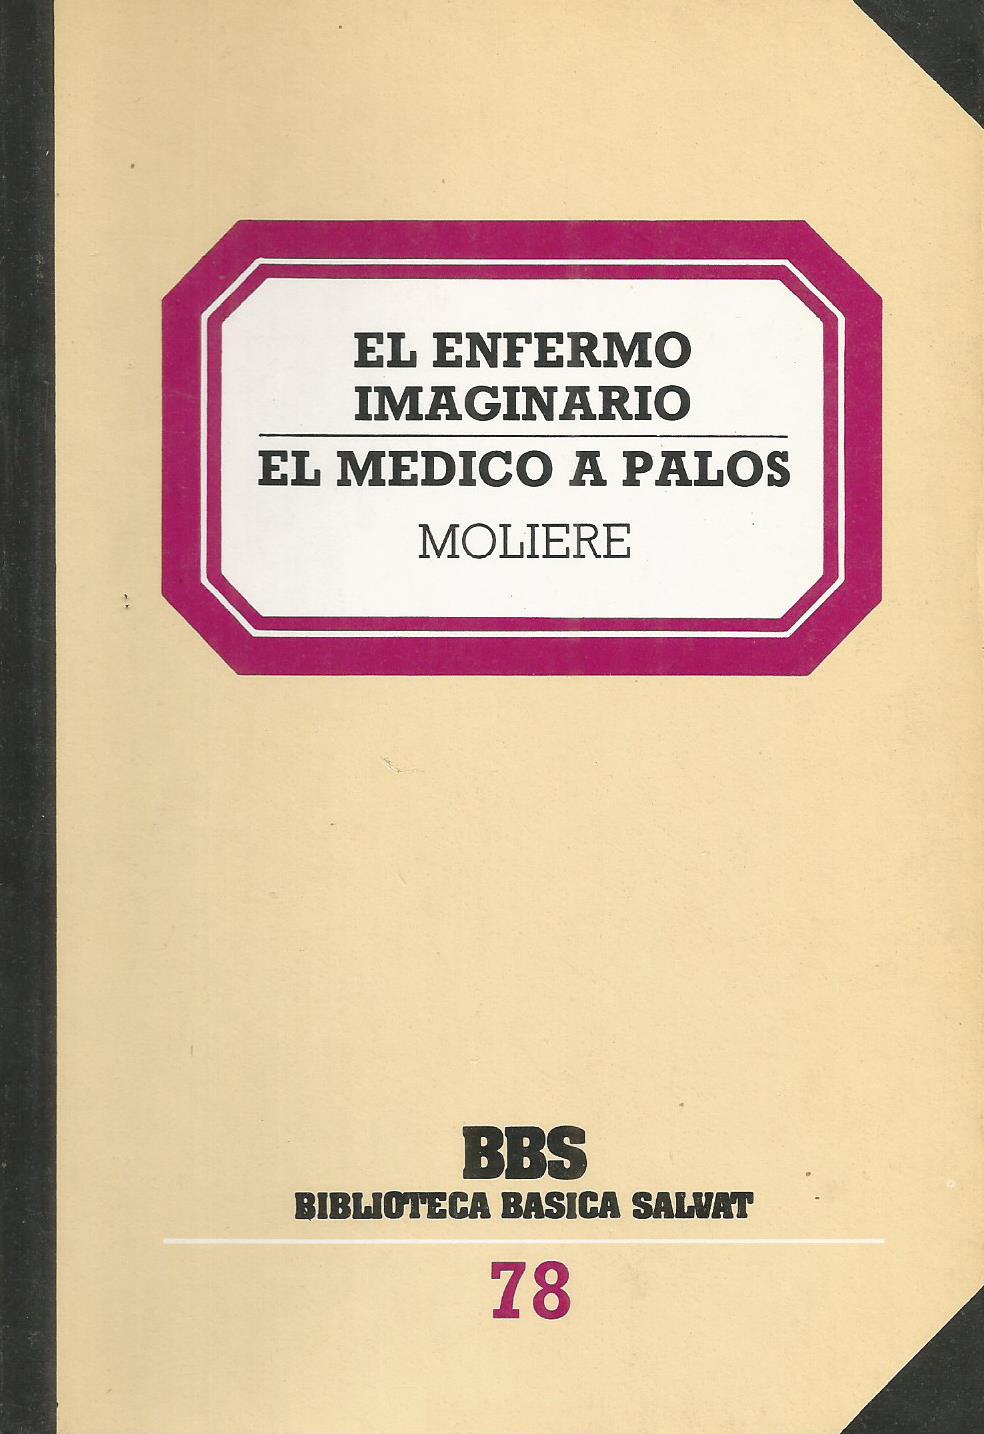 EL ENFERMO
IMAGINARIO
EL MEDICO A PALOS
MOLIERE
BBS
BIBLIOTECA BASICA SALVAT
78